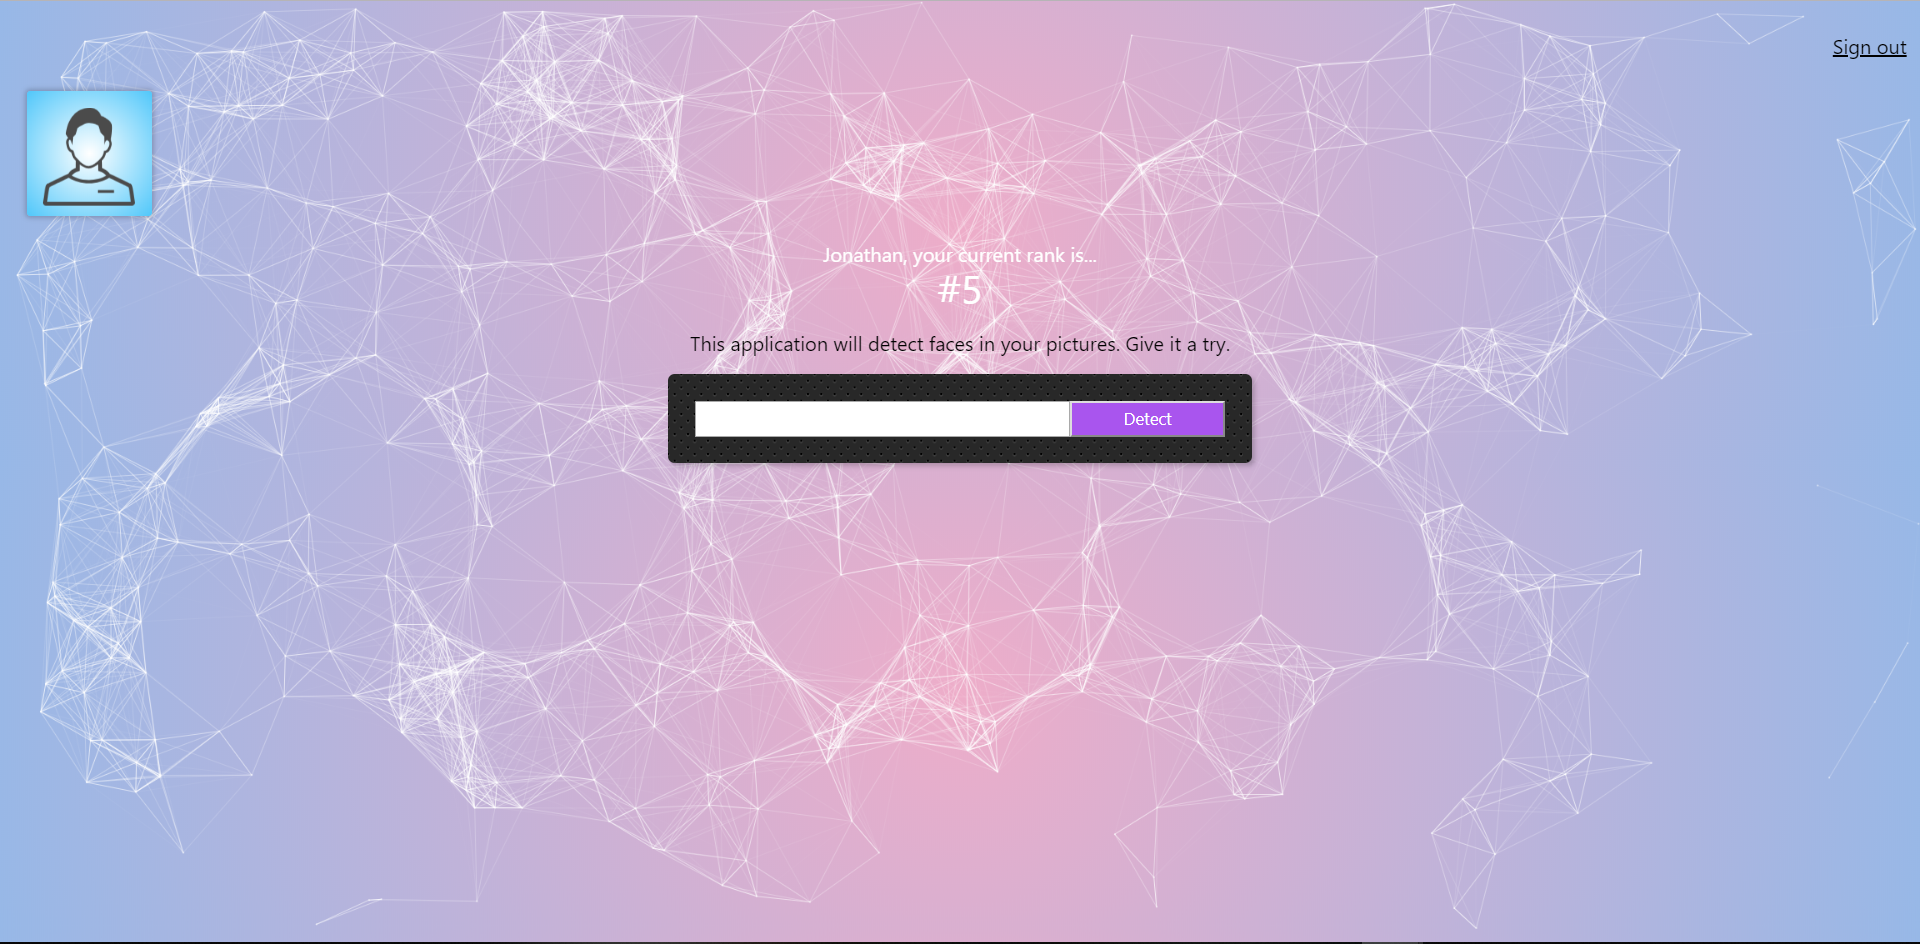 Sign out
Jonathan, your current rank is...
#5
This application will detect faces in your pictures. Give it a try.
Detect